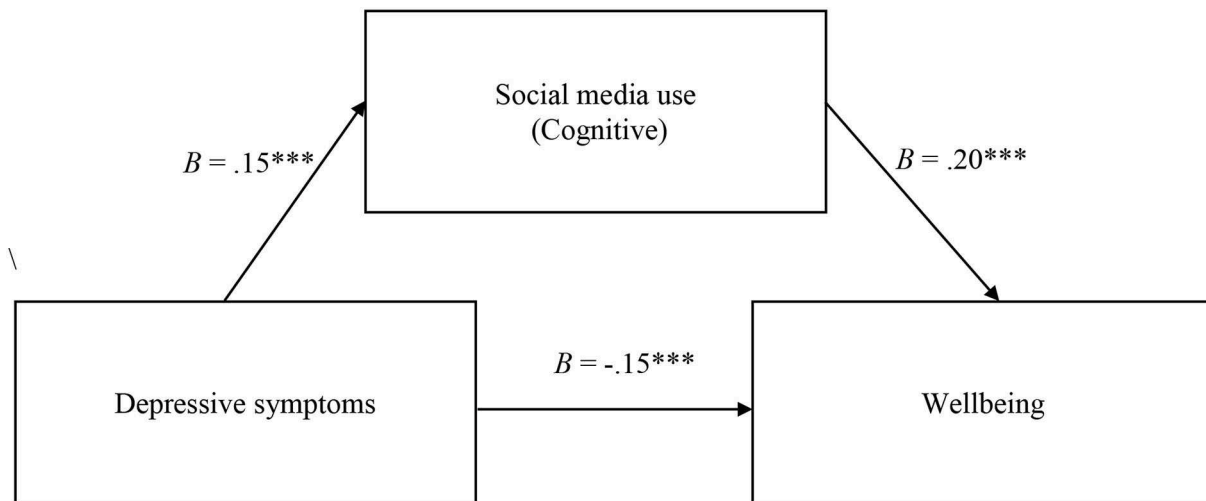 Social media use
(Cognitive)
B = .15***
B = .20***
\
B = -.15***
Depressive symptoms
Wellbeing